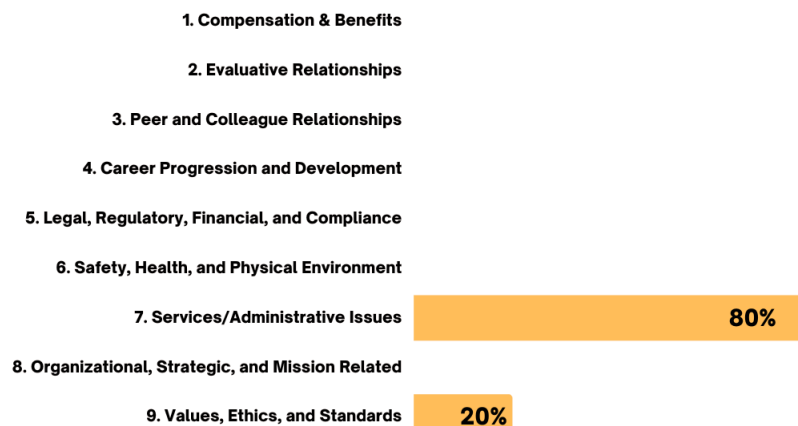 1. Compensation & Benefits
2. Evaluative Relationships
3. Peer and Colleague Relationships
4. Career Progression and Development
5. Legal, Regulatory, Financial, and Compliance
6. Safety, Health, and Physical Environment
7. Services/Administrative Issues 80%
8. Organizational, Strategic, and Mission Related
9. Values, Ethics, and Standards 20%